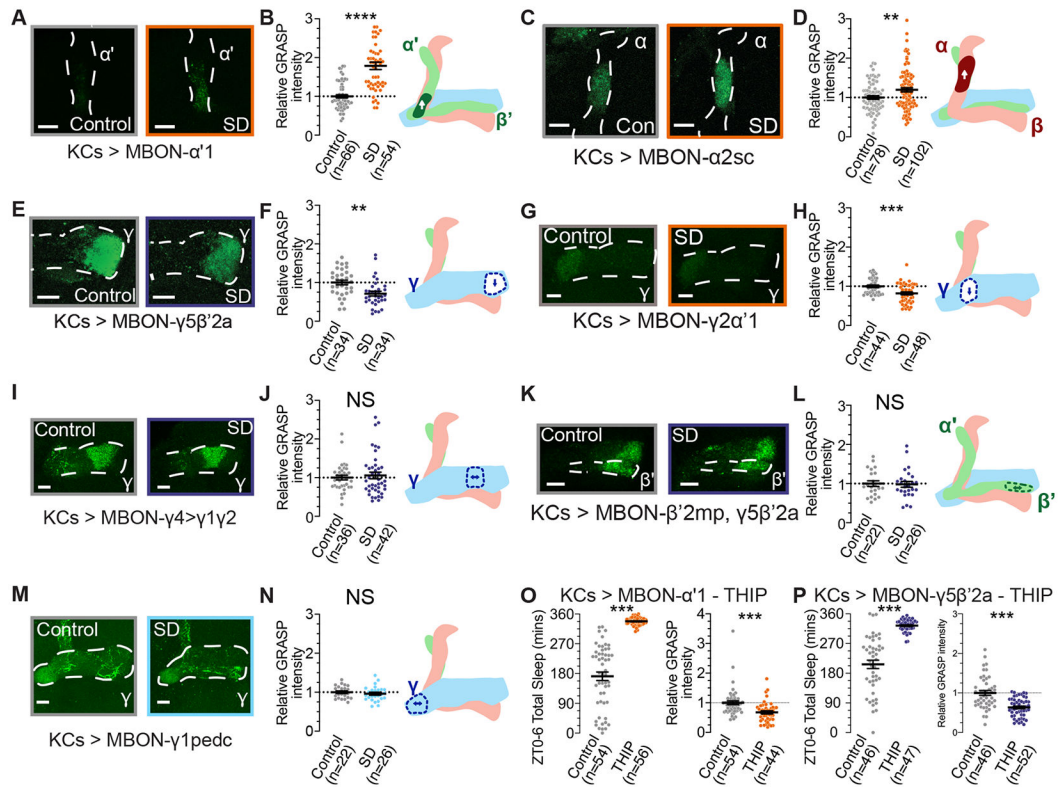 A
α'
Control
α'
SD
KCs > MBON-α'1
B
****
Relative GRASP
intensity
3
2
1
0
Control
(n=66)
SD
(n=54)
α'
β'
C
α
Con
α
SD
KCs > MBON-α2sc
D
**
Relative GRASP
intensity
3
2
1
0
Control
(n=78)
SD
(n=102)
α
β
E
γ
Control
γ
SD
KCs > MBON-γ5β'2a
F
**
Relative GRASP
intensity
3
2
1
0
Control
(n=34)
SD
(n=34)
γ
G
Control
γ
SD
γ
KCs > MBON-γ2α'1
H
***
Relative GRASP
intensity
3
2
1
0
Control
(n=44)
SD
(n=48)
γ
I
Control
γ
SD
γ
KCs > MBON-γ4>γ1γ2
J
NS
Relative GRASP
intensity
3
2
1
0
Control
(n=36)
SD
(n=42)
γ
K
Control
β'
SD
β'
KCs > MBON-β'2mp, γ5β'2a
L
NS
Relative GRASP
intensity
3
2
1
0
Control
(n=22)
SD
(n=26)
α'
β'
M
Control
γ
SD
γ
KCs > MBON-γ1pedc
N
NS
Relative GRASP
intensity
3
2
1
0
Control
(n=22)
SD
(n=26)
γ
O
KCs > MBON-α'1 - THIP
***
ZT0-6 Total Sleep (mins)
360
270
180
90
0
Control
(n=54)
THIP
(n=56)
***
Relative GRASP
intensity
4
3
2
1
0
Control
(n=54)
THIP
(n=44)
P
KCs > MBON-γ5β'2a - THIP
***
ZT0-6 Total Sleep (mins)
360
270
180
90
0
Control
(n=46)
THIP
(n=47)
***
Relative GRASP intensity
3
2
1
0
Control
(n=46)
THIP
(n=52)